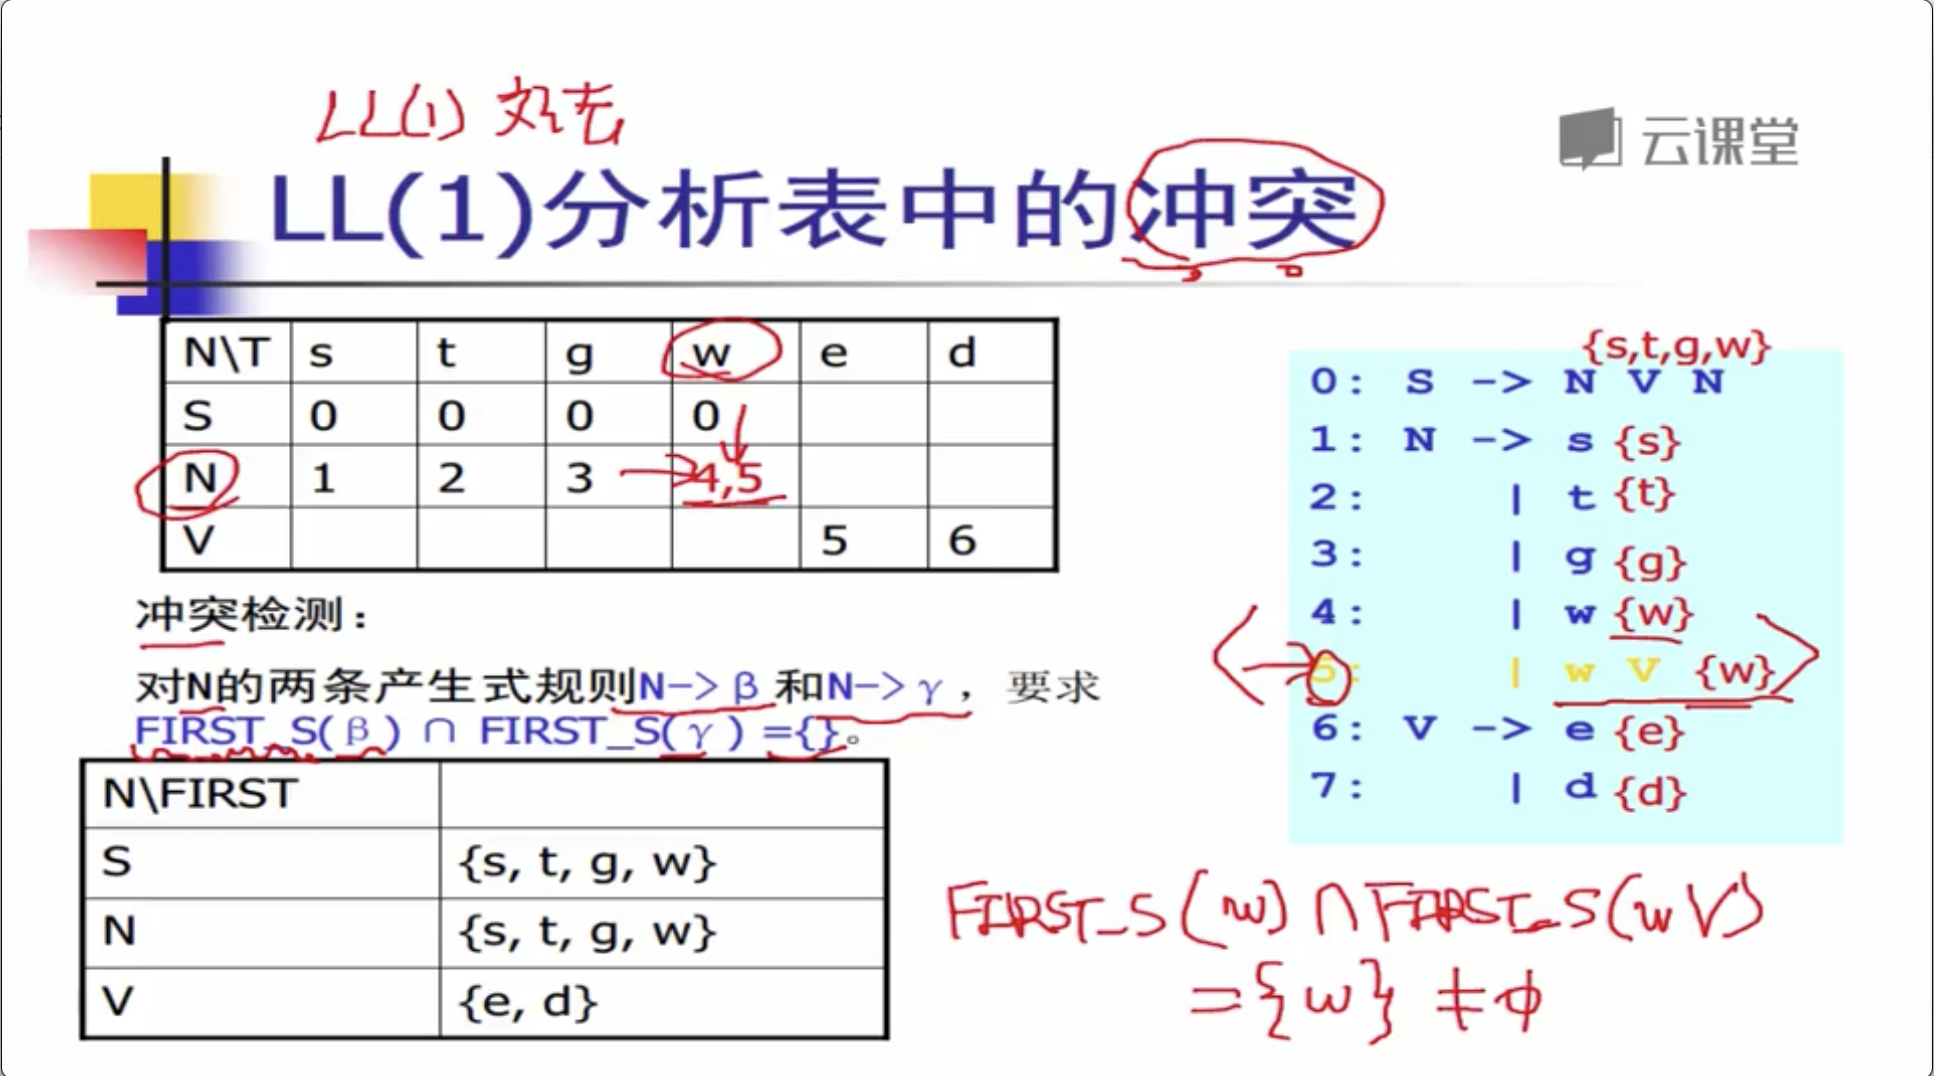 LL(1) 文法
云课堂
LL(1)分析表中的冲突
N\T s t g w e d
S 0 0 0 0
N 1 2 3 4,5
V 5 6
冲突检测：
对N的两条产生式规则N->β和N->γ，要求
FIRST_S(β) ∩ FIRST_S(γ) ={}。
N\FIRST
S {s, t, g, w}
N {s, t, g, w}
V {e, d}
{s,t,g,w}
0: S -> N V N
1: N -> s {s}
2: | t {t}
3: | g {g}
4: | w {w}
5: | w V {w}
6: V -> e {e}
7: | d {d}
FIRST_S(w) ∩ FIRST_S(wV)
={w} ≠ϕ